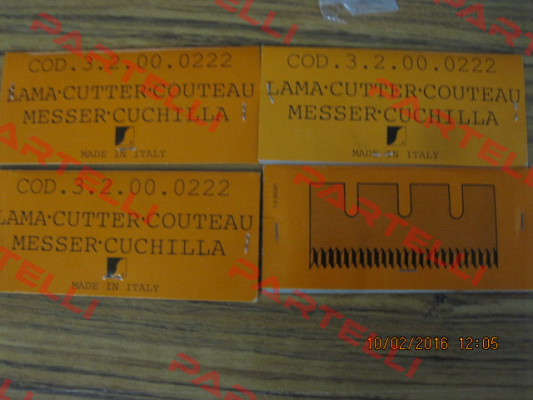 COD.3.2.00.0222
LAMA·CUTTER·COUTEAU
MESSER·CUCHILLA
MADE IN ITALY
COD.3.2.00.0222
LAMA·CUTTER·COUTEAU
MESSER·CUCHILLA
MADE IN ITALY
COD.3.2.00.0222
LAMA·CUTTER·COUTEAU
MESSER·CUCHILLA
MADE IN ITALY
10/02/2016 12:05
PARTELLI
PARTELLI
PARTELLI
PARTELLI
PARTELLI
PARTELLI